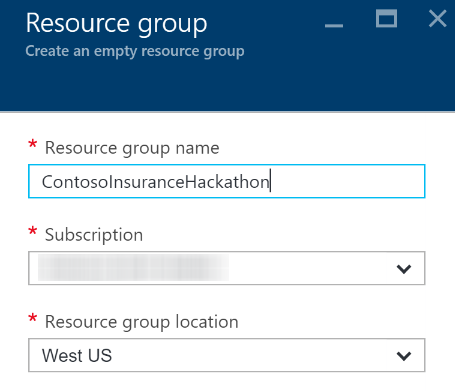 Resource group
Create an empty resource group
* Resource group name
ContosoInsuranceHackathon
* Subscription
* Resource group location
West US